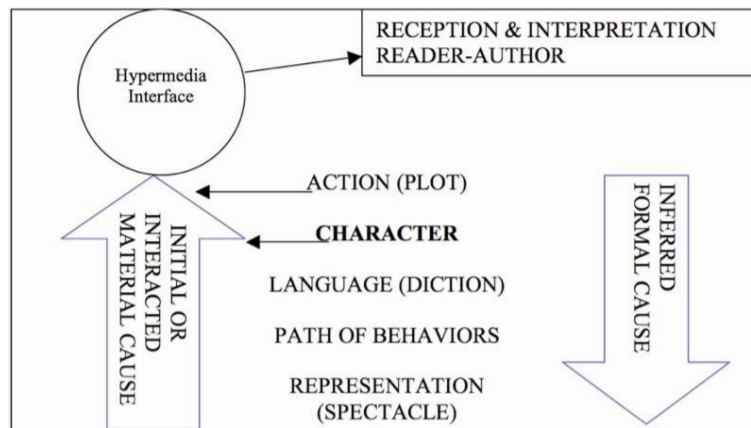 RECEPTION & INTERPRETATION
READER-AUTHOR
Hypermedia
Interface
ACTION (PLOT)
CHARACTER
LANGUAGE (DICTION)
PATH OF BEHAVIORS
REPRESENTATION
(SPECTACLE)
INITIAL OR
INTERACTED
MATERIAL CAUSE
INFERRED
FORMAL CAUSE